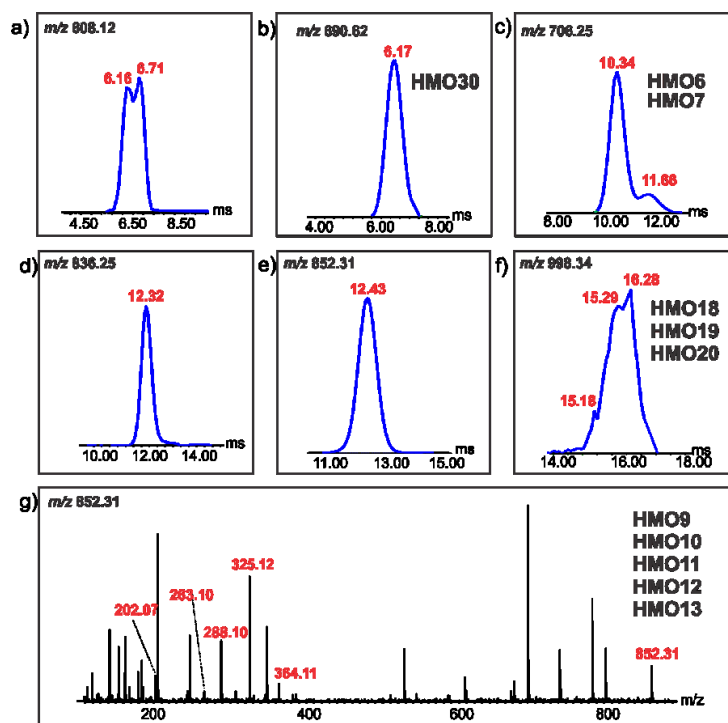 a)
m/z 608.12
6.16 6.71
4.50 6.50 8.50
ms
b)
m/z 690.62
6.17
HMO30
4.00 6.00 8.00
ms
c)
m/z 706.25
10.34
HMO6
HMO7
11.66
8.00 10.00 12.00
ms
d)
m/z 836.25
12.32
10.00 12.00 14.00
ms
e)
m/z 852.31
12.43
11.00 13.00 15.00
ms
f)
m/z 998.34
16.28
15.29
HMO18
HMO19
HMO20
15.18
14.00 16.00 18.00
ms
g)
m/z 852.31
HMO9
HMO10
HMO11
HMO12
HMO13
325.12
263.10
202.07
288.10
364.11
852.31
200 400 600 800
m/z